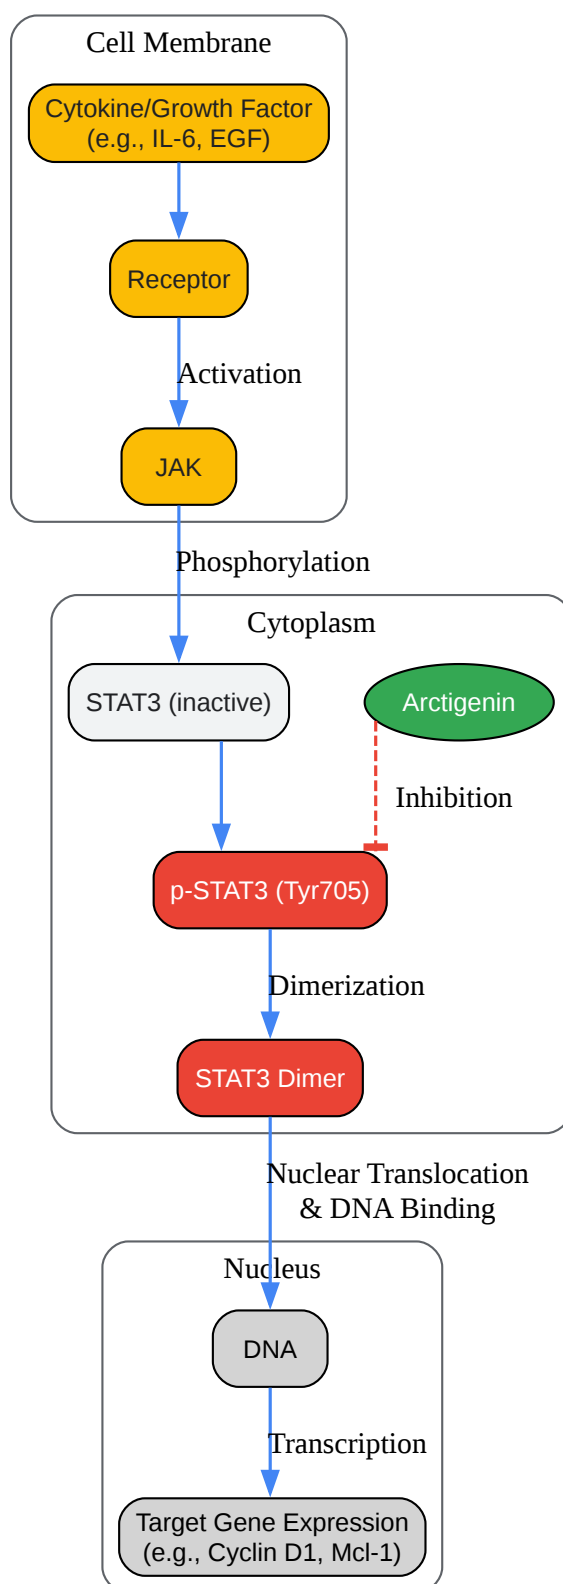 Cell Membrane
Cytokine/Growth Factor
(e.g., IL-6, EGF)
Receptor
Activation
JAK
Phosphorylation
Cytoplasm
STAT3 (inactive)
Arctigenin
Inhibition
p-STAT3 (Tyr705)
Dimerization
STAT3 Dimer
Nuclear Translocation
& DNA Binding
Nucleus
DNA
Transcription
Target Gene Expression
(e.g., Cyclin D1, Mcl-1)